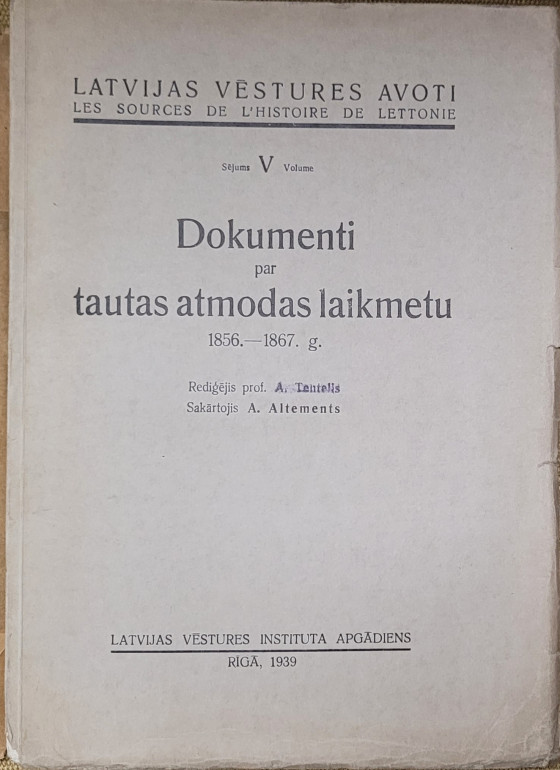 LATVIJAS VĒSTURES AVOTI
LES SOURCES DE L'HISTOIRE DE LETTONIE
Sējums V Volume
Dokumenti
par
tautas atmodas laikmetu
1856.—1867. g.
Rediģējis prof. A. Tentelis
Sakārtojis A. Altements
LATVIJAS VĒSTURES INSTITUTA APGĀDIENS
RĪGĀ, 1939